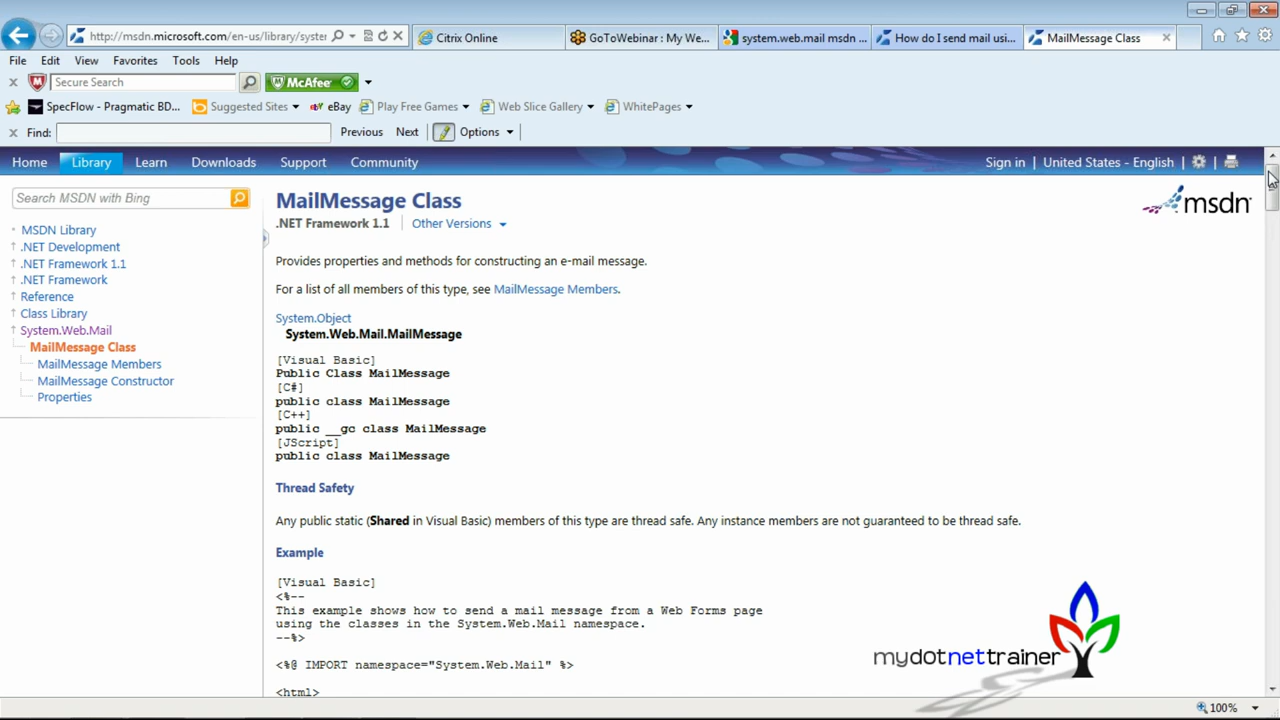 http://msdn.microsoft.com/en-us/library/syster
Citrix Online
GoToWebinar : My We...
system.web.mail msdn ...
How do I send mail usi...
MailMessage Class
File Edit View Favorites Tools Help
Secure Search
McAfee
SpecFlow - Pragmatic BD...
Suggested Sites
eBay
Play Free Games
Web Slice Gallery
WhitePages
Find:
Previous Next Options
Home Library Learn Downloads Support Community
Sign in | United States - English
Search MSDN with Bing
MSDN Library
.NET Development
.NET Framework 1.1
.NET Framework
Reference
Class Library
System.Web.Mail
MailMessage Class
MailMessage Members
MailMessage Constructor
Properties
msdn
MailMessage Class
.NET Framework 1.1 Other Versions
Provides properties and methods for constructing an e-mail message.
For a list of all members of this type, see MailMessage Members.
System.Object
System.Web.Mail.MailMessage
[Visual Basic]
Public Class MailMessage
[C#]
public class MailMessage
[C++]
public __gc class MailMessage
[JScript]
public class MailMessage
Thread Safety
Any public static (Shared in Visual Basic) members of this type are thread safe. Any instance members are not guaranteed to be thread safe.
Example
[Visual Basic]
<%--
This example shows how to send a mail message from a Web Forms page
using the classes in the System.Web.Mail namespace.
--%>
<%@ IMPORT namespace="System.Web.Mail" %>
<html>
mydotnettrainer
100%